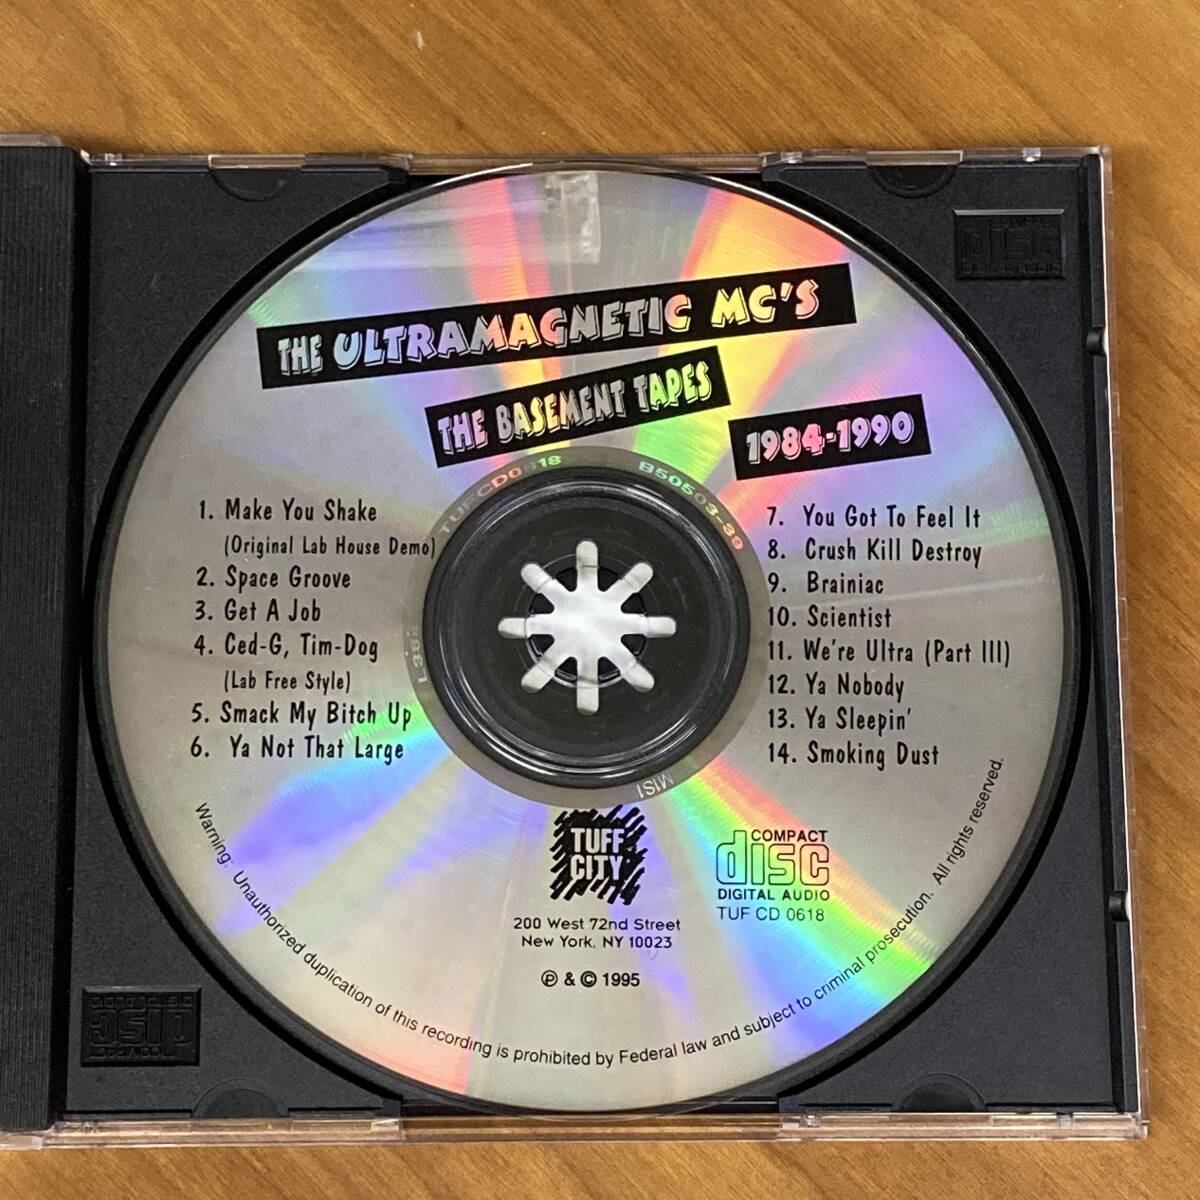 THE ULTRAMAGNETIC MC'S
THE BASEMENT TAPES
1984-1990
1. Make You Shake
(Original Lab House Demo)
2. Space Groove
3. Get A Job
4. Ced-G, Tim-Dog
(Lab Free Style)
5. Smack My Bitch Up
6. Ya Not That Large
7. You Got To Feel It
8. Crush Kill Destroy
9. Brainiac
10. Scientist
11. We're Ultra (Part III)
12. Ya Nobody
13. Ya Sleepin'
14. Smoking Dust
B50503-39
M1S1
TUFF
CITY
200 West 72nd Street
New York, NY 10023
℗ & © 1995
COMPACT
disc
DIGITAL AUDIO
TUF CD 0618
Warning: Unauthorized duplication of this recording is prohibited by Federal law and subject to criminal prosecution. All rights reserved.
disc
disc